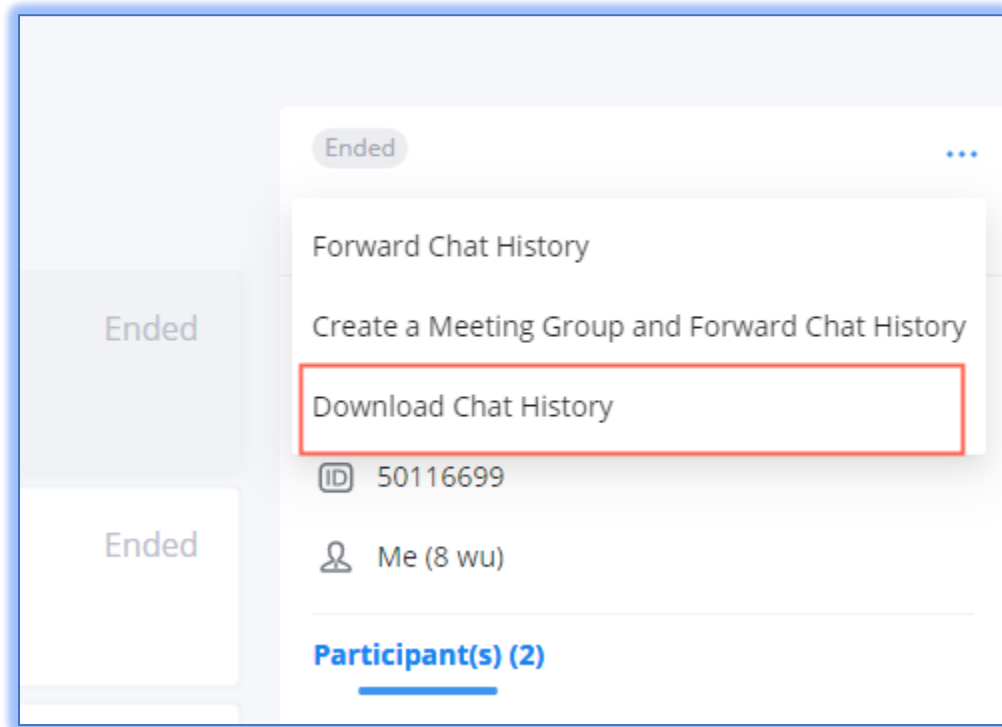 Ended
...
Forward Chat History
Ended
Create a Meeting Group and Forward Chat History
Download Chat History
ID 50116699
Ended
Me (8 wu)
Participant(s) (2)